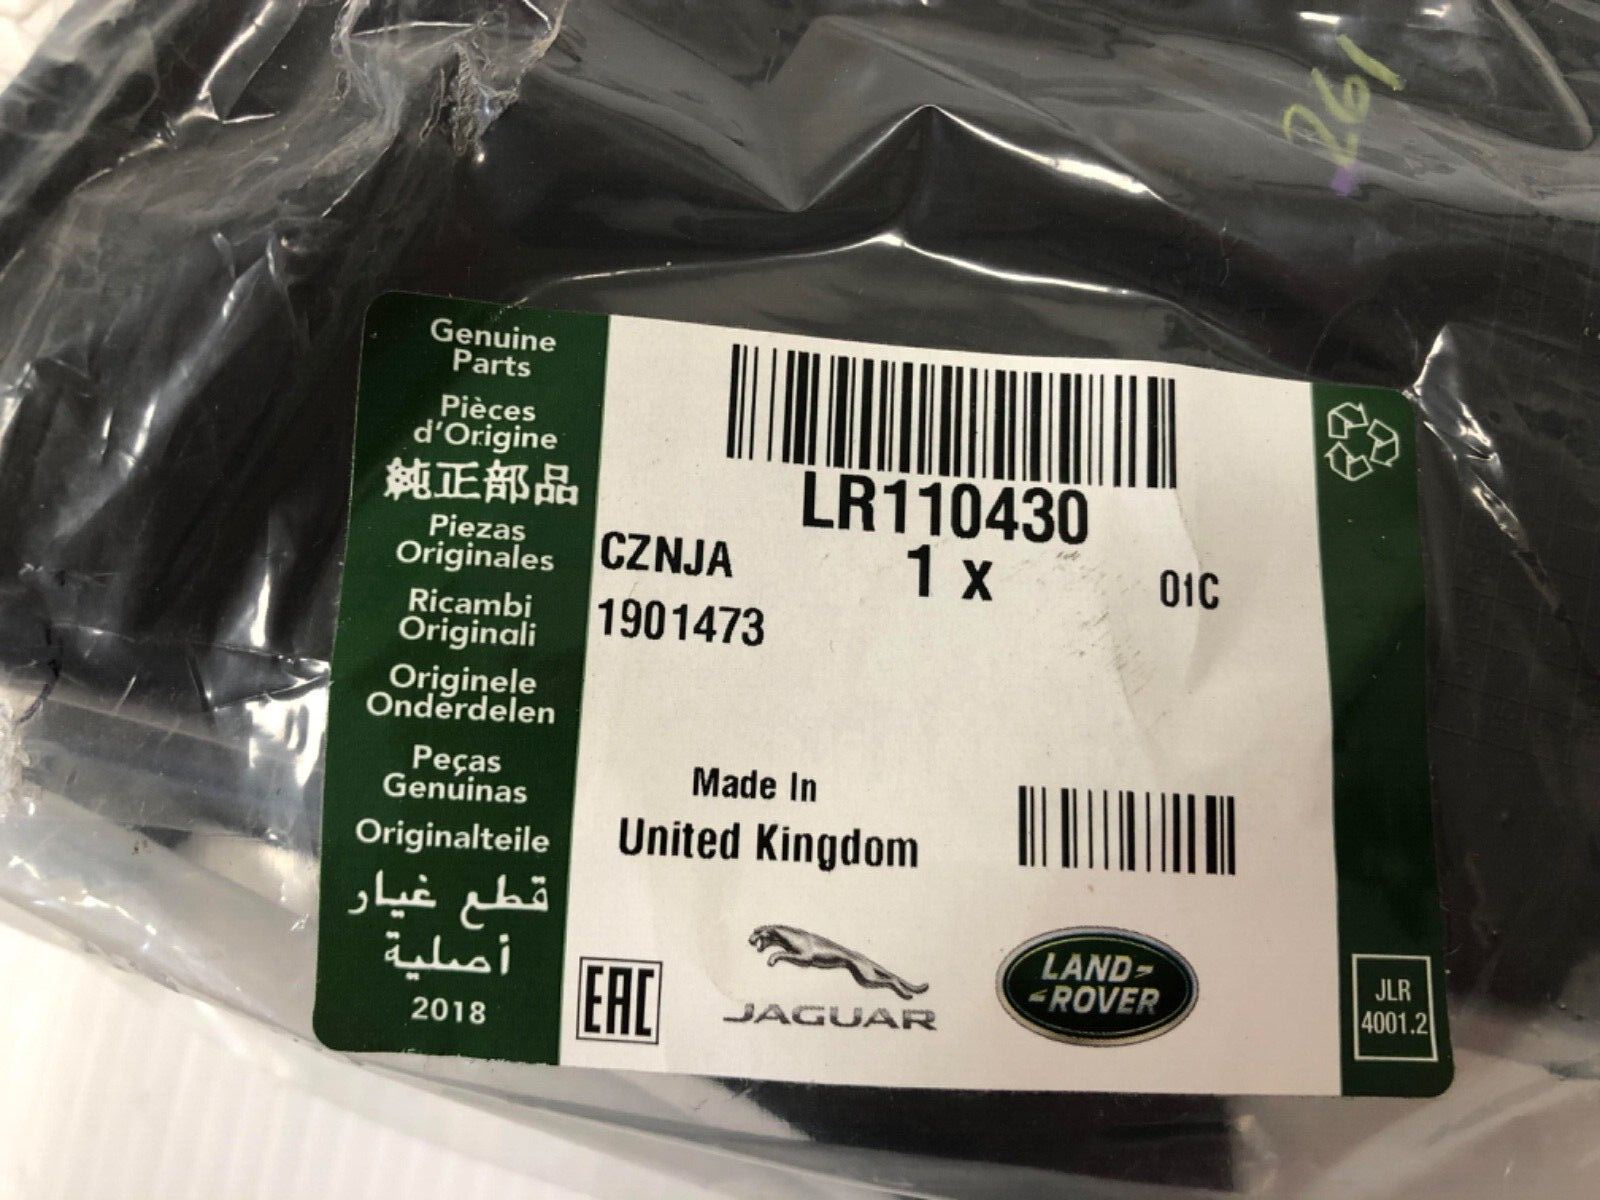 261
Genuine
Parts
Pièces
d'Origine
純正部品
Piezas
Originales
Ricambi
Originali
Originele
Onderdelen
Peças
Genuinas
Originalteile
قطع غيار
أصلية
2018
LR110430
CZNJA
1 x
01C
1901473
Made In
United Kingdom
EAC
JAGUAR
LAND-
-ROVER
JLR
4001.2